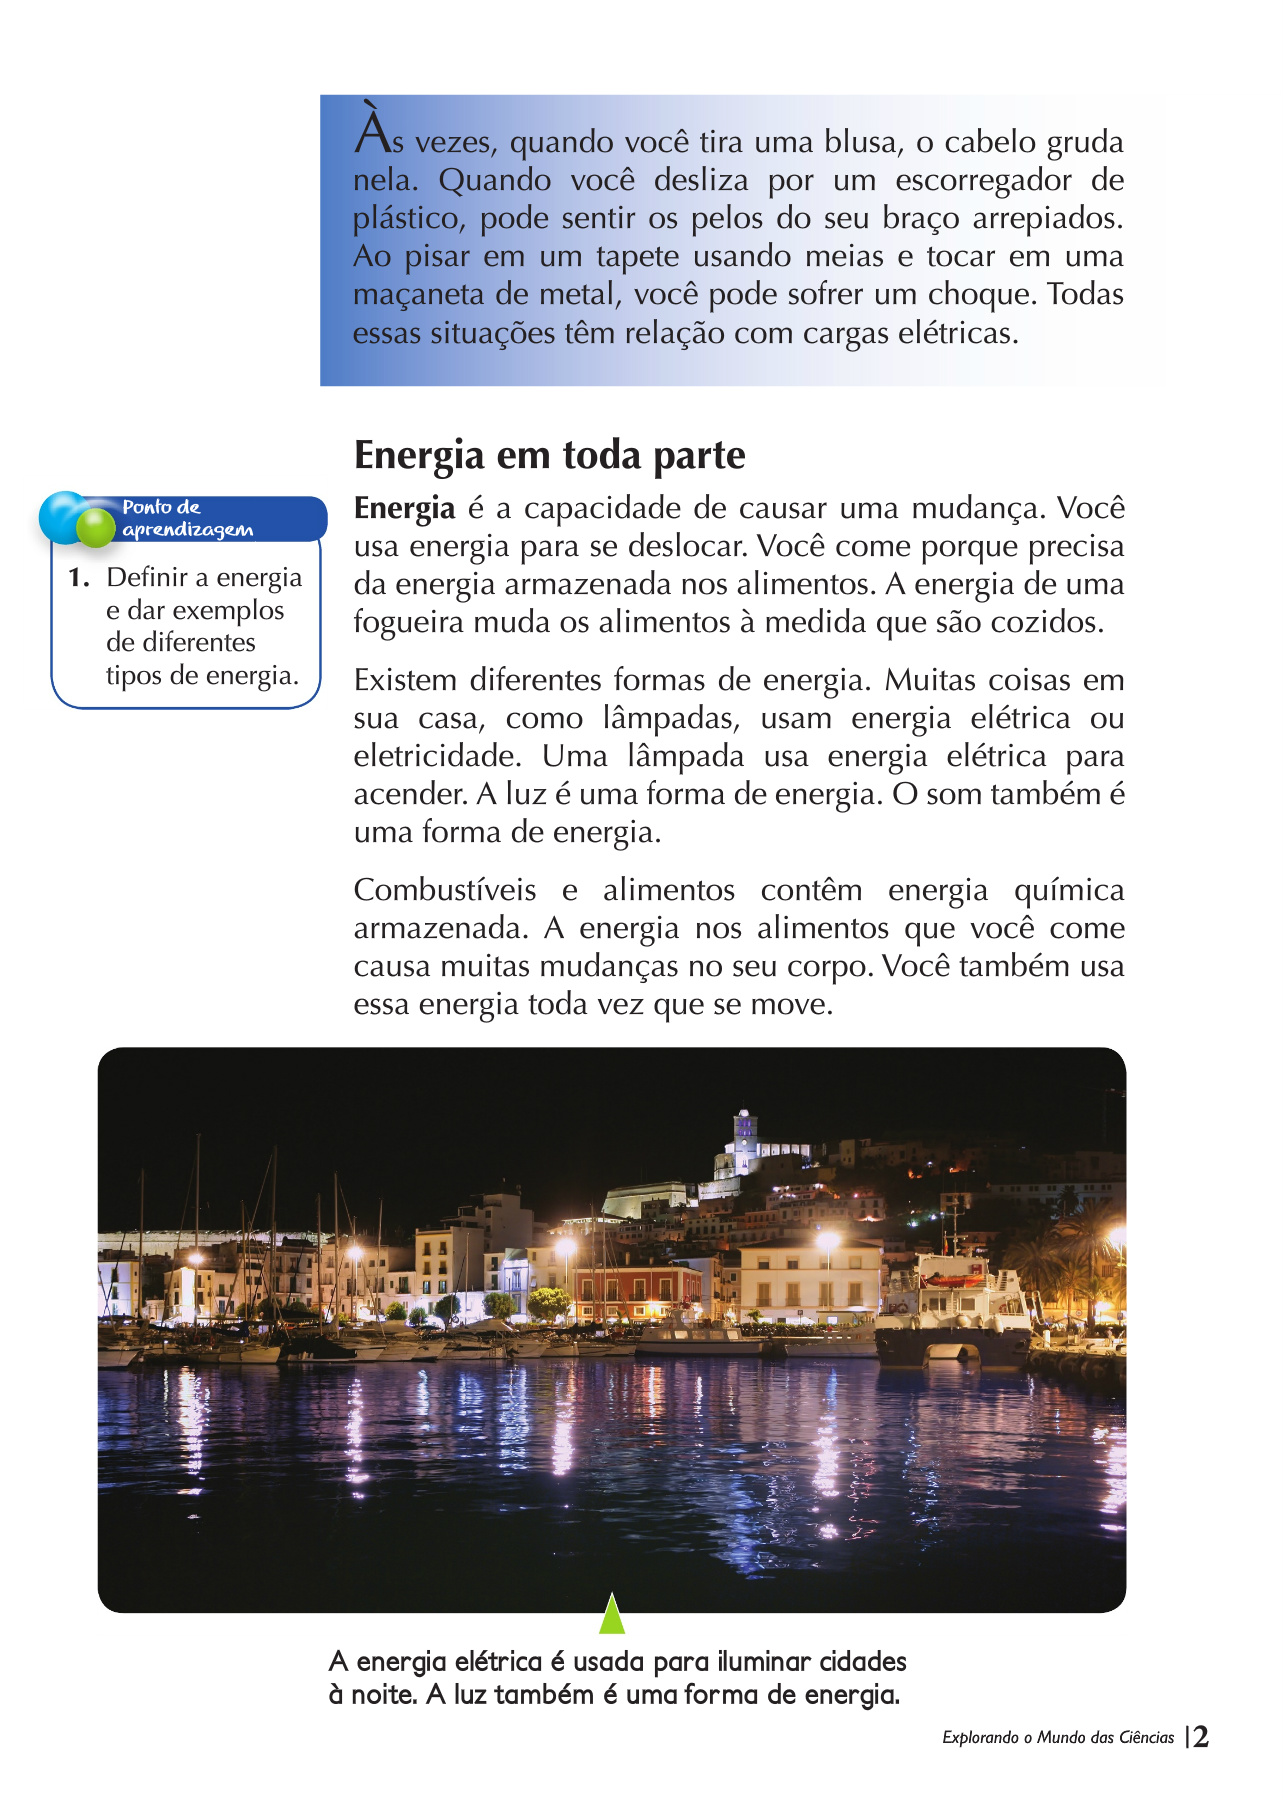 Às vezes, quando você tira uma blusa, o cabelo gruda
nela. Quando você desliza por um escorregador de
plástico, pode sentir os pelos do seu braço arrepiados.
Ao pisar em um tapete usando meias e tocar em uma
maçaneta de metal, você pode sofrer um choque. Todas
essas situações têm relação com cargas elétricas.
Energia em toda parte
Ponto de
aprendizagem
1. Definir a energia
e dar exemplos
de diferentes
tipos de energia.
Energia é a capacidade de causar uma mudança. Você
usa energia para se deslocar. Você come porque precisa
da energia armazenada nos alimentos. A energia de uma
fogueira muda os alimentos à medida que são cozidos.
Existem diferentes formas de energia. Muitas coisas em
sua casa, como lâmpadas, usam energia elétrica ou
eletricidade. Uma lâmpada usa energia elétrica para
acender. A luz é uma forma de energia. O som também é
uma forma de energia.
Combustíveis e alimentos contêm energia química
armazenada. A energia nos alimentos que você come
causa muitas mudanças no seu corpo. Você também usa
essa energia toda vez que se move.
A energia elétrica é usada para iluminar cidades
à noite. A luz também é uma forma de energia.
Explorando o Mundo das Ciências |2